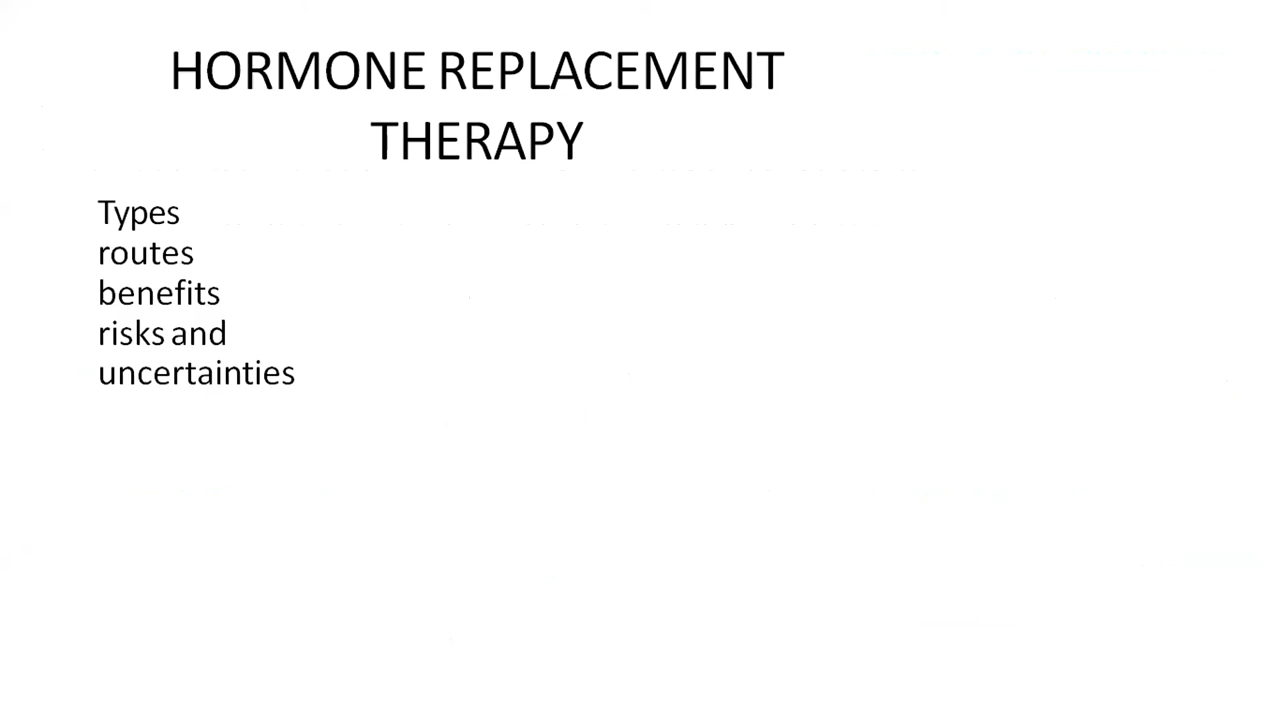 HORMONE REPLACEMENT
THERAPY
Types
routes
benefits
risks and
uncertainties